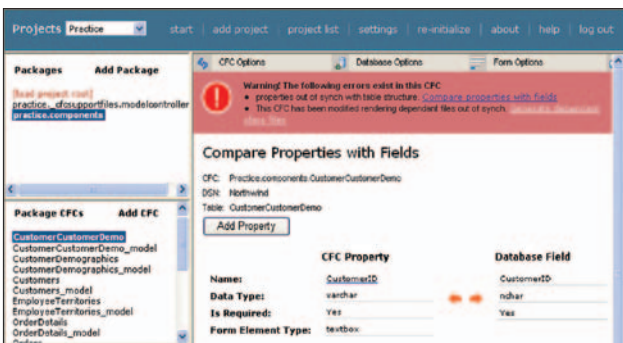 Projects Practice start | add project | project list | settings | re-initialize | about | help | log out
Packages Add Package
[load project root]
practice._cfcsupportfiles.modelcontroller
practice.components
Package CFCs Add CFC
CustomerCustomerDemo
CustomerCustomerDemo_model
CustomerDemographics
CustomerDemographics_model
Customers
Customers_model
EmployeeTerritories
EmployeeTerritories_model
OrderDetails
OrderDetails_model
Orders
CFC Options Database Options Form Options
Warning! The following errors exist in this CFC
• properties out of synch with table structure. Compare properties with fields
• This CFC has been modified rendering dependant files out of synch.
Compare Properties with Fields
CFC: Practice.components.CustomerCustomerDemo
DSN: Northwind
Table: CustomerCustomerDemo
Add Property
CFC Property Database Field
Name: CustomerID CustomerID
Data Type: varchar nchar
Is Required: Yes Yes
Form Element Type: textbox